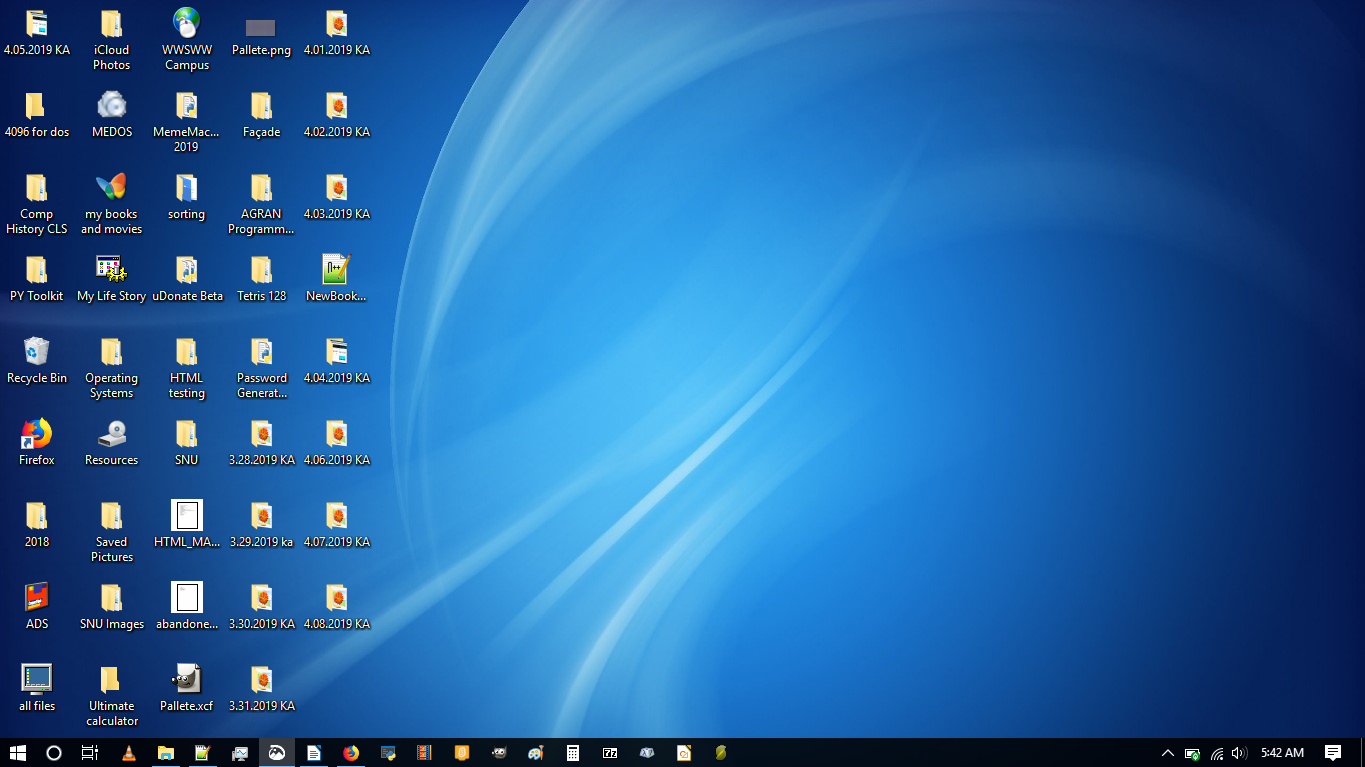 4.05.2019 KA
iCloud
Photos
WWSWW
Campus
Pallete.png
4.01.2019 KA
4096 for dos
MEDOS
MemeMac...
2019
Façade
4.02.2019 KA
Comp
History CLS
my books
and movies
sorting
AGRAN
Programm...
4.03.2019 KA
PY Toolkit
My Life Story
uDonate Beta
Tetris 128
NewBook...
Recycle Bin
Operating
Systems
HTML
testing
Password
Generat...
4.04.2019 KA
Firefox
Resources
SNU
3.28.2019 KA
4.06.2019 KA
2018
Saved
Pictures
HTML_MA...
3.29.2019 ka
4.07.2019 KA
ADS
SNU Images
abandone...
3.30.2019 KA
4.08.2019 KA
all files
Ultimate
calculator
Pallete.xcf
3.31.2019 KA
5:42 AM